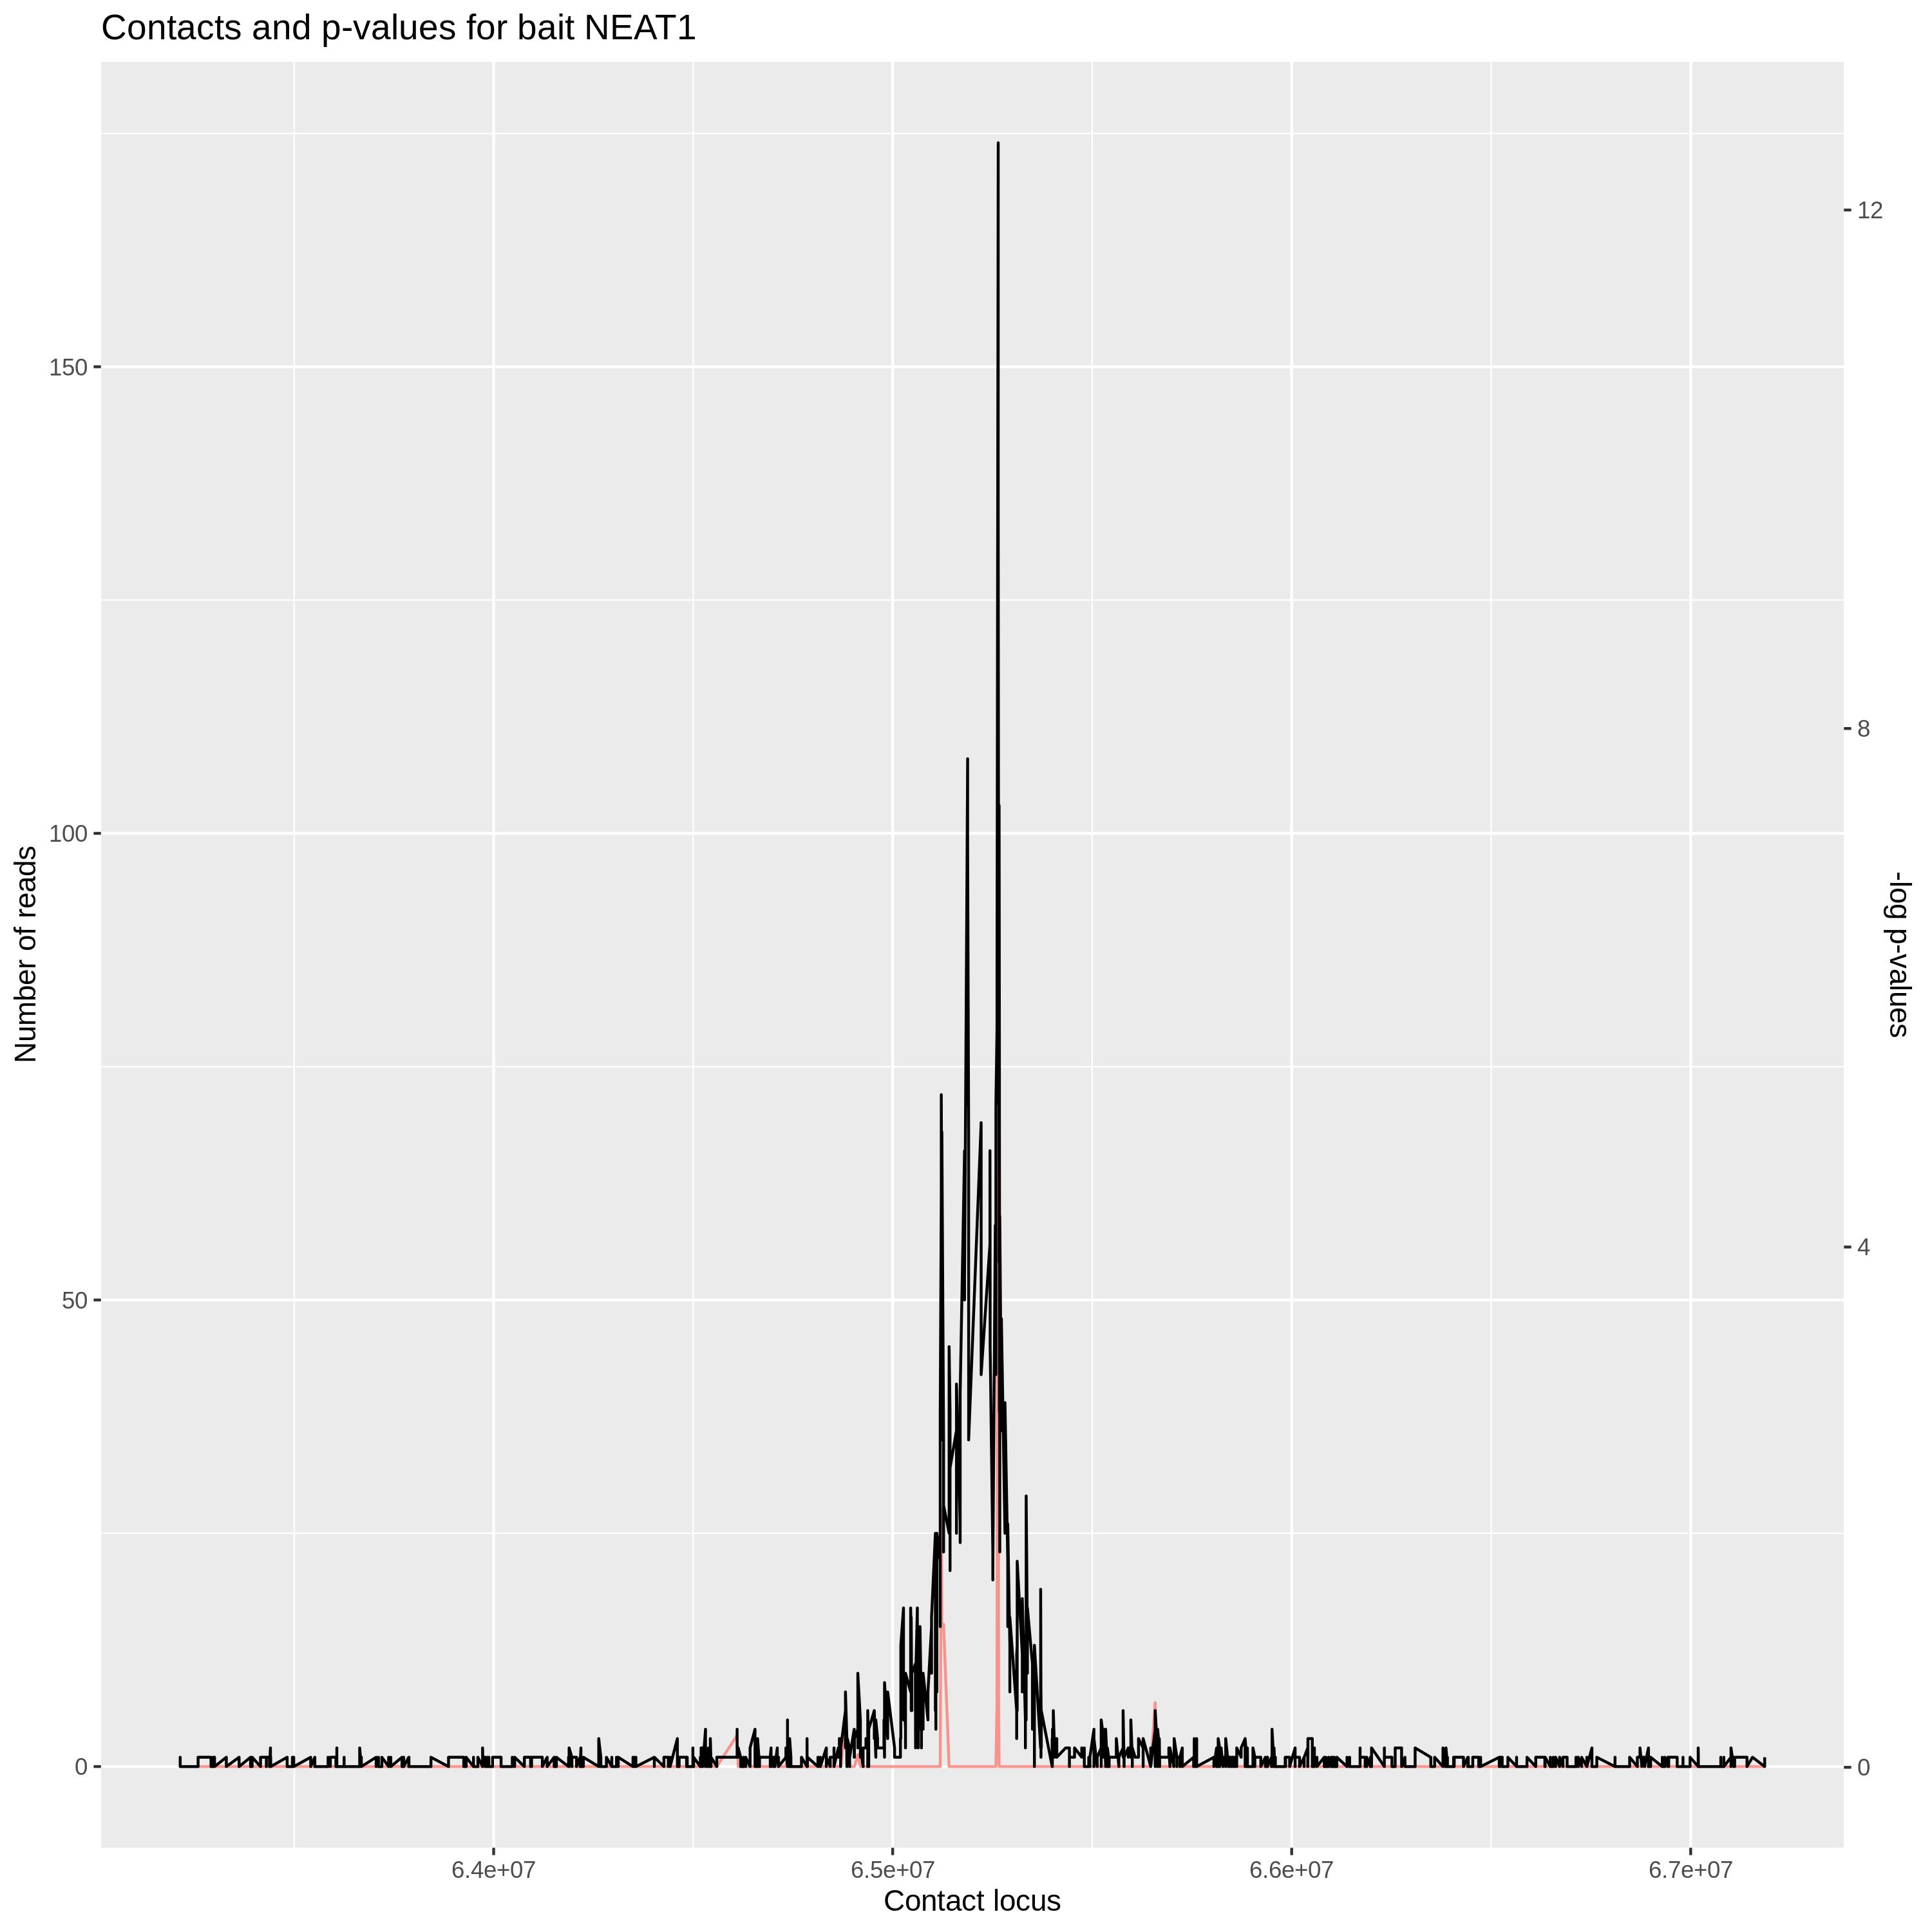 Contacts and p-values for bait NEAT1
150
100
50
0
12
8
4
0
Number of reads
-log p-values
6.4e+07
6.5e+07
6.6e+07
6.7e+07
Contact locus